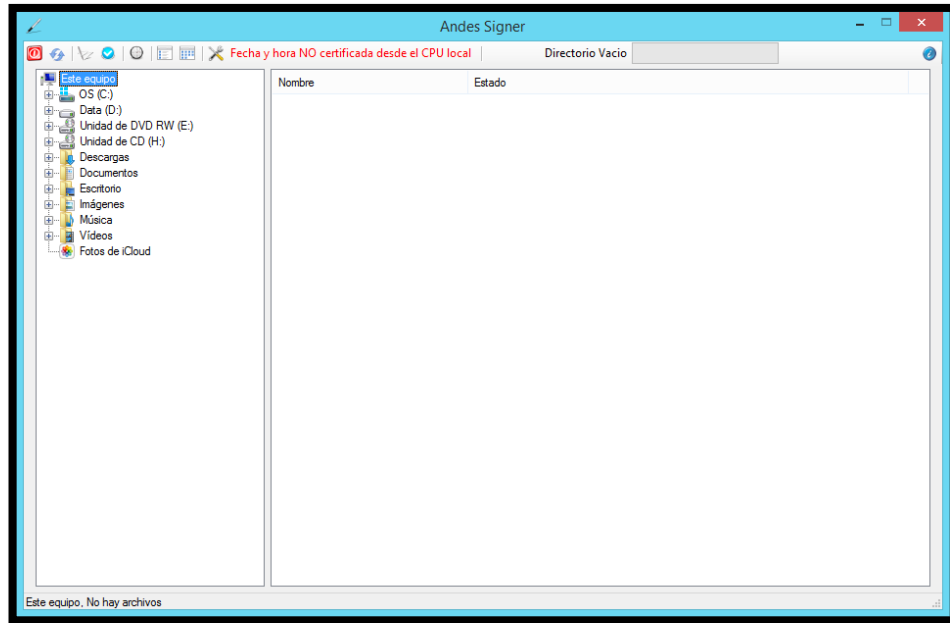 Andes Signer
Fecha y hora NO certificada desde el CPU local
Directorio Vacio
Este equipo
OS (C:)
Data (D:)
Unidad de DVD RW (E:)
Unidad de CD (H:)
Descargas
Documentos
Escritorio
Imágenes
Música
Vídeos
Fotos de iCloud
Nombre Estado
Este equipo, No hay archivos